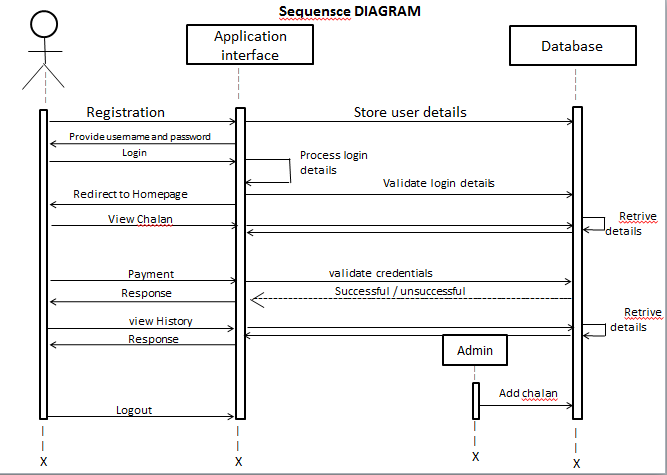 Sequensce DIAGRAM
Application
interface
Database
Registration
Store user details
Provide username and password
Login
Process login
details
Validate login details
Redirect to Homepage
View Chalan
Retrive
details
Payment
validate credentials
Response
Successful / unsuccessful
view History
Retrive
details
Response
Admin
Add chalan
Logout
X
X
X
X